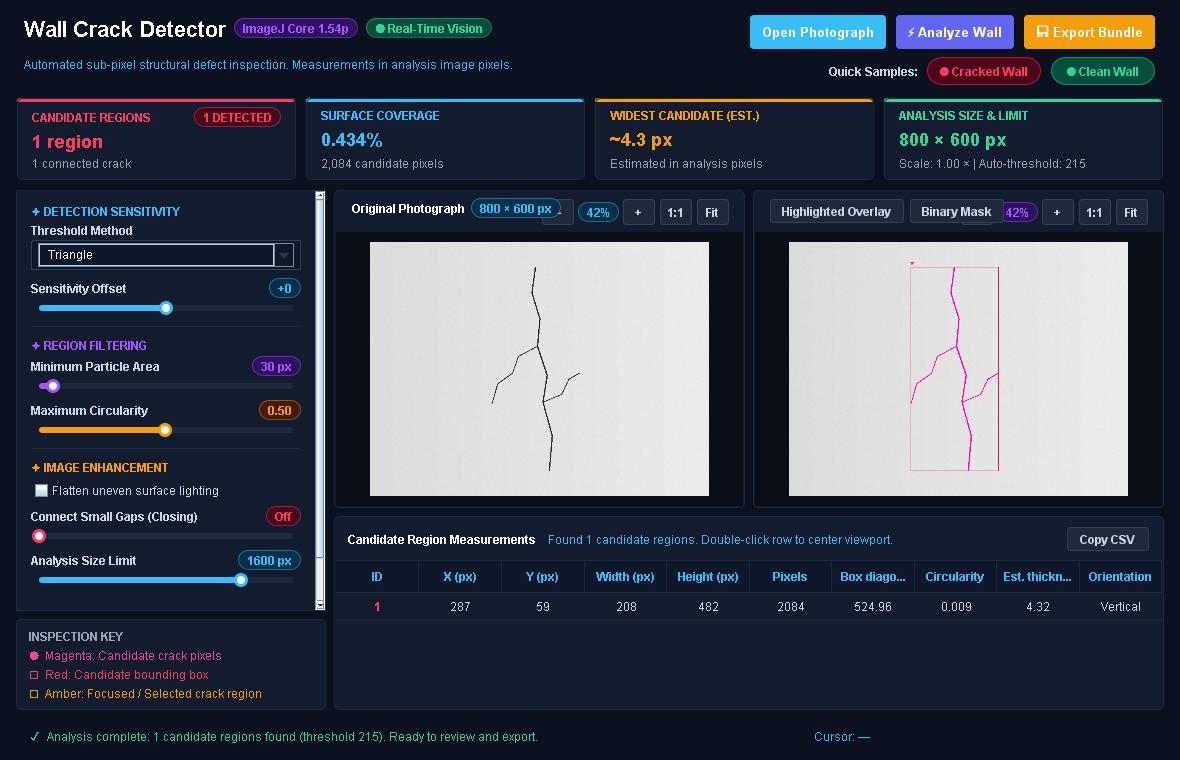 Wall Crack Detector ImageJ Core 1.54p Real-Time Vision
Automated sub-pixel structural defect inspection. Measurements in analysis image pixels.
Open Photograph Analyze Wall Export Bundle
Quick Samples: Cracked Wall Clean Wall
CANDIDATE REGIONS 1 DETECTED
1 region
1 connected crack
SURFACE COVERAGE
0.434%
2,084 candidate pixels
WIDEST CANDIDATE (EST.)
~4.3 px
Estimated in analysis pixels
ANALYSIS SIZE & LIMIT
800 × 600 px
Scale: 1.00 × | Auto-threshold: 215
DETECTION SENSITIVITY
Threshold Method
Triangle
Sensitivity Offset +0
REGION FILTERING
Minimum Particle Area 30 px
Maximum Circularity 0.50
IMAGE ENHANCEMENT
Flatten uneven surface lighting
Connect Small Gaps (Closing) Off
Analysis Size Limit 1600 px
INSPECTION KEY
Magenta: Candidate crack pixels
Red: Candidate bounding box
Amber: Focused / Selected crack region
Original Photograph 800 × 600 px 42% + 1:1 Fit
Highlighted Overlay Binary Mask 42% + 1:1 Fit
Candidate Region Measurements Found 1 candidate regions. Double-click row to center viewport. Copy CSV
ID X (px) Y (px) Width (px) Height (px) Pixels Box diago... Circularity Est. thickn... Orientation
1 287 59 208 482 2084 524.96 0.009 4.32 Vertical
✓ Analysis complete: 1 candidate regions found (threshold 215). Ready to review and export.
Cursor: —